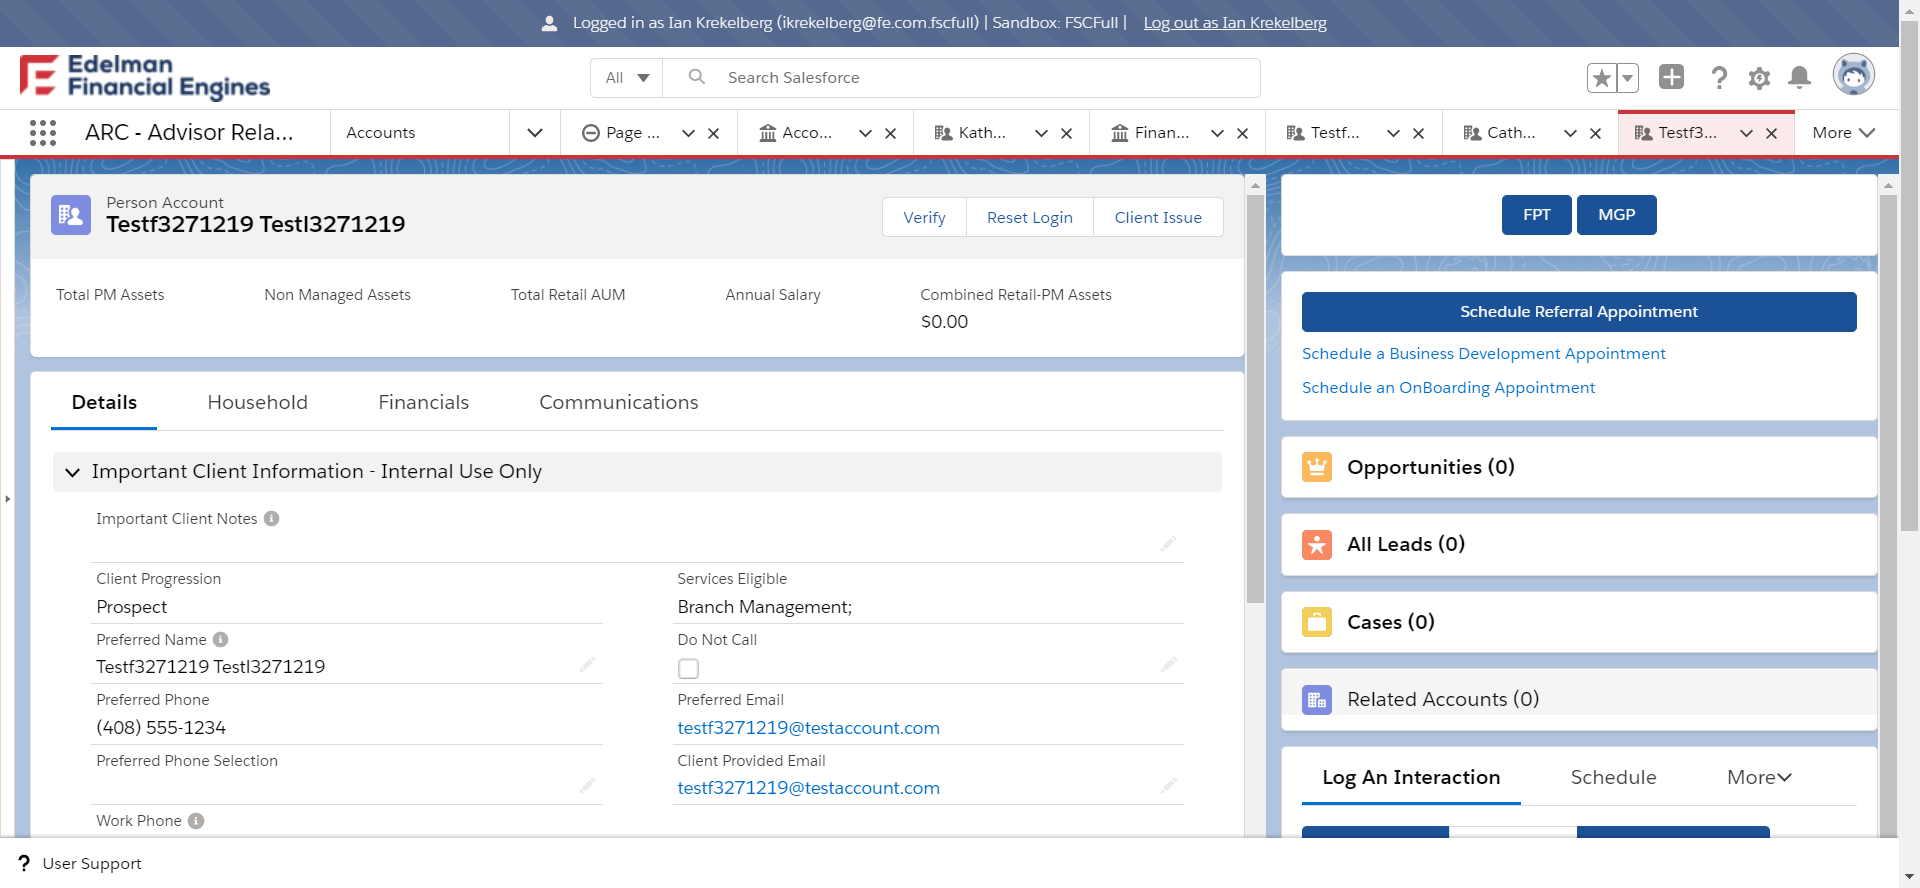 Logged in as Ian Krekelberg (ikrekelberg@fe.com.fscfull) | Sandbox: FSCFull | Log out as Ian Krekelberg
Edelman
Financial Engines
All
Search Salesforce
ARC - Advisor Rela...
Accounts
Page ...
Acco...
Kath...
Finan...
Testf...
Cath...
Testf3...
More
Person Account
Testf3271219 Testl3271219
Verify
Reset Login
Client Issue
Total PM Assets
Non Managed Assets
Total Retail AUM
Annual Salary
Combined Retail-PM Assets
$0.00
Details
Household
Financials
Communications
Important Client Information - Internal Use Only
Important Client Notes
Client Progression
Prospect
Services Eligible
Branch Management;
Preferred Name
Testf3271219 Testl3271219
Do Not Call
Preferred Phone
(408) 555-1234
Preferred Email
testf3271219@testaccount.com
Preferred Phone Selection
Client Provided Email
testf3271219@testaccount.com
Work Phone
FPT
MGP
Schedule Referral Appointment
Schedule a Business Development Appointment
Schedule an OnBoarding Appointment
Opportunities (0)
All Leads (0)
Cases (0)
Related Accounts (0)
Log An Interaction
Schedule
More
? User Support